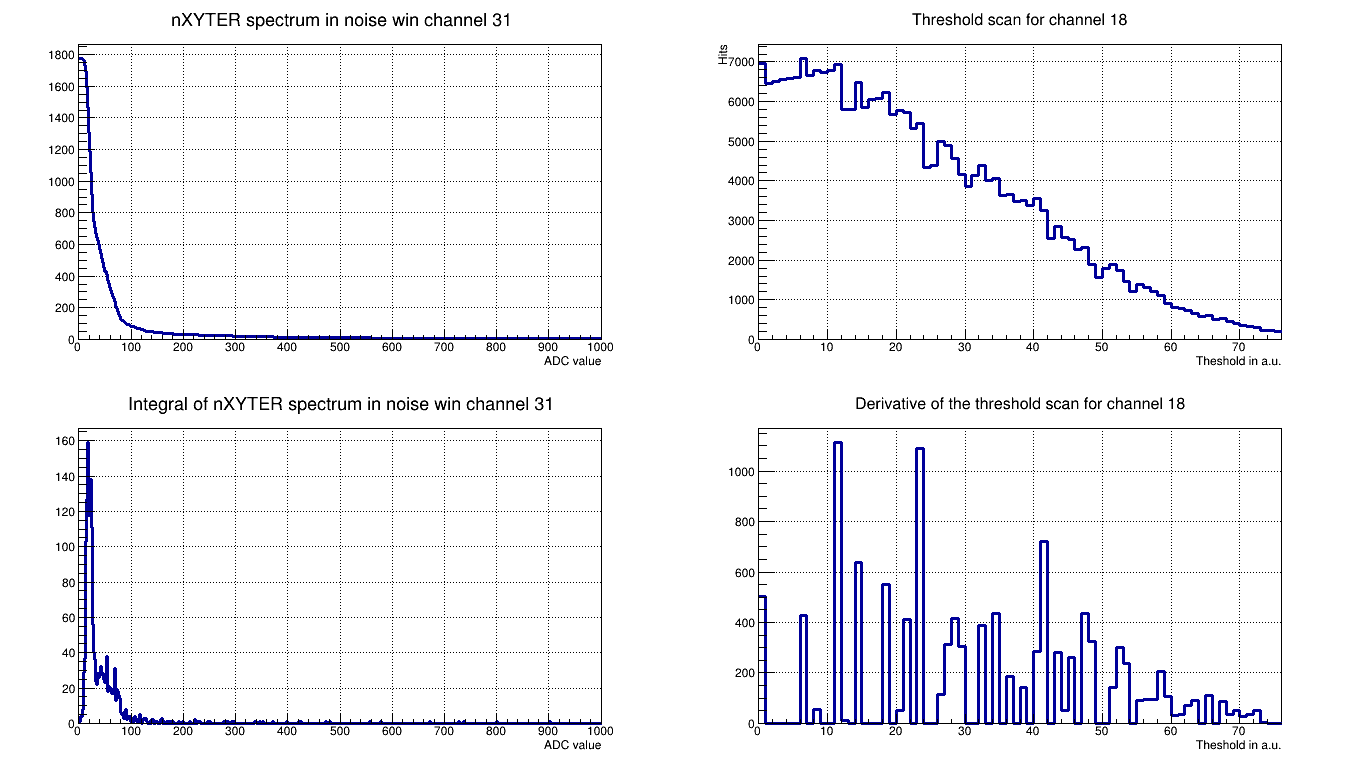 nXYTER spectrum in noise win channel 31
1800
1600
1400
1200
1000
800
600
400
200
0
0 100 200 300 400 500 600 700 800 900 1000
ADC value
Threshold scan for channel 18
Hits
7000
6000
5000
4000
3000
2000
1000
0
0 10 20 30 40 50 60 70
Theshold in a.u.
Integral of nXYTER spectrum in noise win channel 31
160
140
120
100
80
60
40
20
0
0 100 200 300 400 500 600 700 800 900 1000
ADC value
Derivative of the threshold scan for channel 18
1000
800
600
400
200
0
0 10 20 30 40 50 60 70
Theshold in a.u.